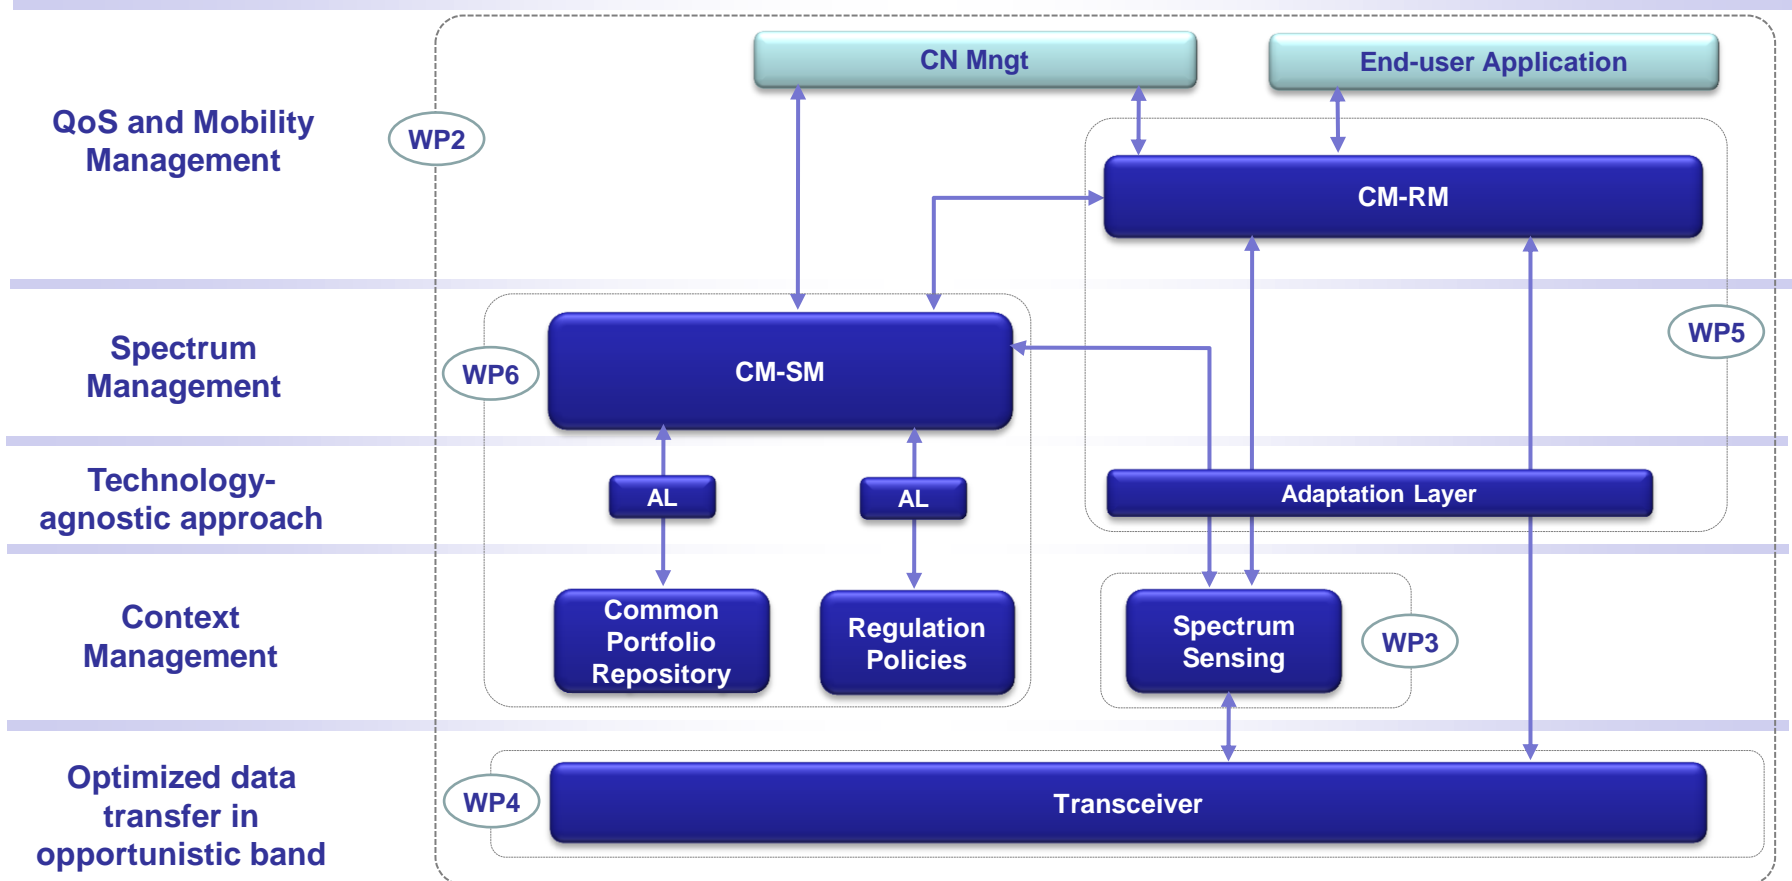 CN Mngt
End-user Application
QoS and Mobility
Management
WP2
CM-RM
Spectrum
Management
WP6
CM-SM
WP5
Technology-
agnostic approach
AL
AL
Adaptation Layer
Context
Management
Common
Portfolio
Repository
Regulation
Policies
Spectrum
Sensing
WP3
Optimized data
transfer in
opportunistic band
WP4
Transceiver